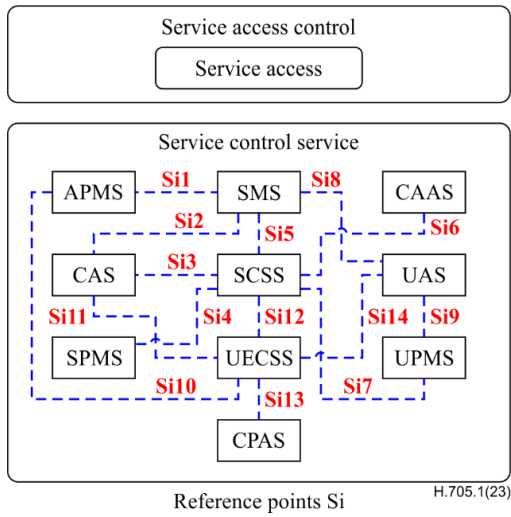 Service access control
Service access
Service control service
APMS Si1 SMS Si8 CAAS
Si2 Si5 Si6
CAS Si3 SCSS UAS
Si11 Si4 Si12 Si14 Si9
SPMS UECSS UPMS
Si10 Si13 Si7
CPAS
H.705.1(23)
Reference points Si